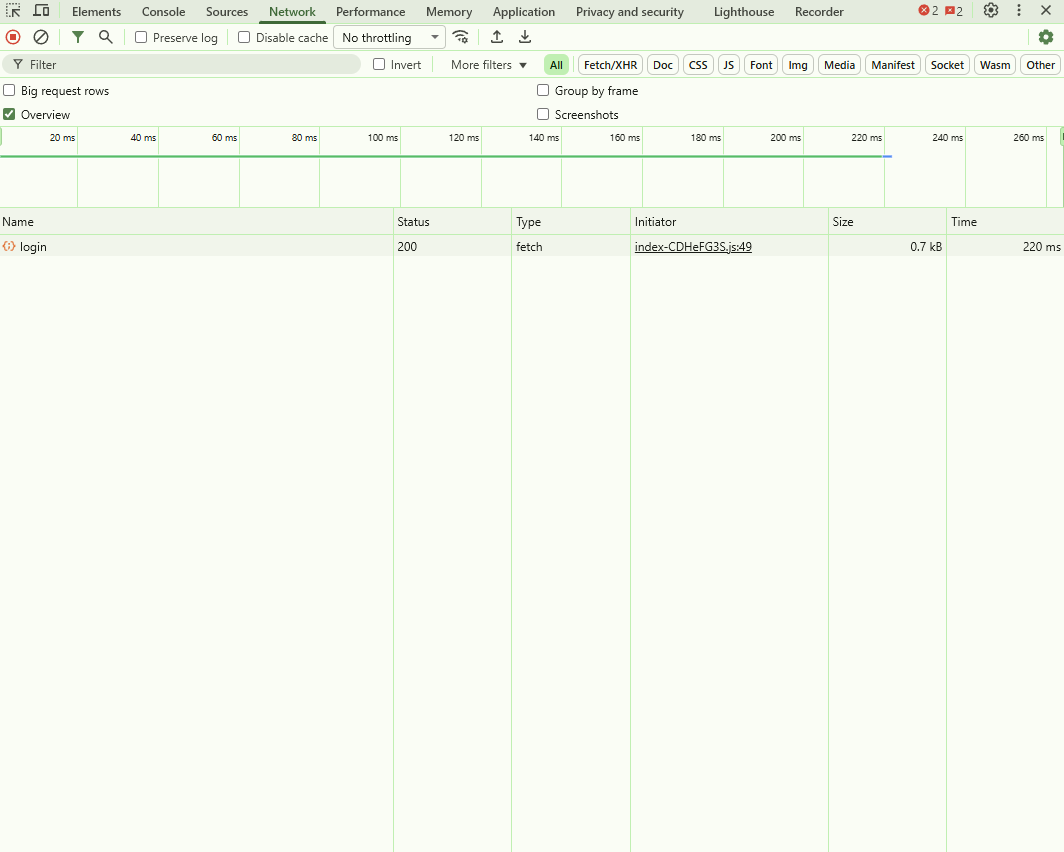 Elements Console Sources Network Performance Memory Application Privacy and security Lighthouse Recorder 2 2
Preserve log Disable cache No throttling
Filter Invert More filters All Fetch/XHR Doc CSS JS Font Img Media Manifest Socket Wasm Other
Big request rows Group by frame
Overview Screenshots
20 ms 40 ms 60 ms 80 ms 100 ms 120 ms 140 ms 160 ms 180 ms 200 ms 220 ms 240 ms 260 ms
Name Status Type Initiator Size Time
login 200 fetch index-CDHeFG3S.js:49 0.7 kB 220 ms